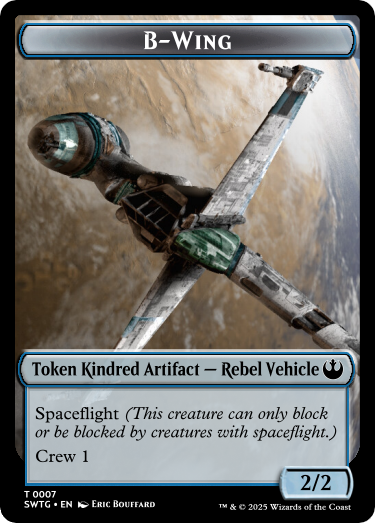 B-Wing
Token Kindred Artifact — Rebel Vehicle
Spaceflight (This creature can only block
or be blocked by creatures with spaceflight.)
Crew 1
2/2
T 0007
SWTG • EN Eric Bouffard
™ & © 2025 Wizards of the Coast